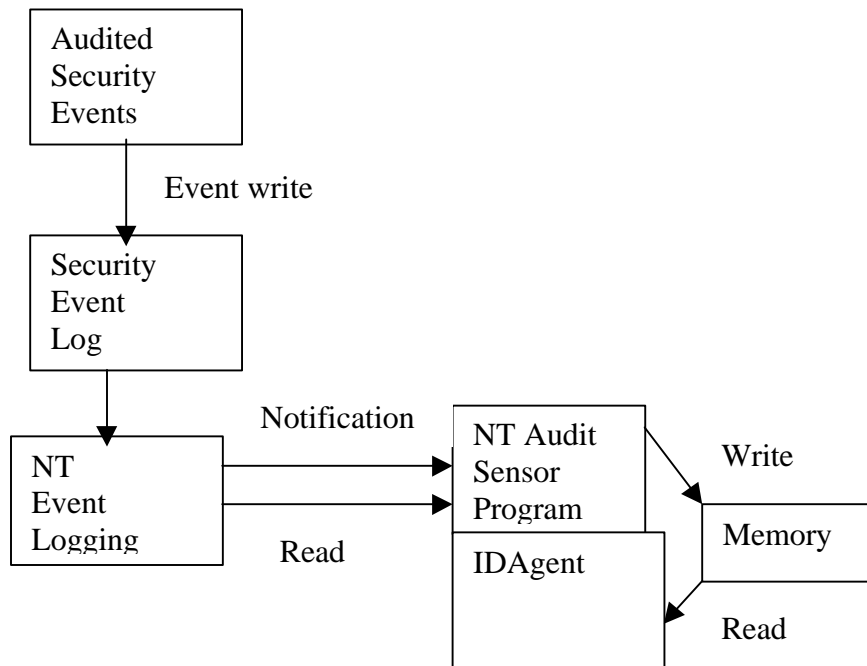 Audited
Security
Events
Event write
Security
Event
Log
Notification
NT
Event
Logging
Read
NT Audit
Sensor
Program
Write
Memory
IDAgent
Read